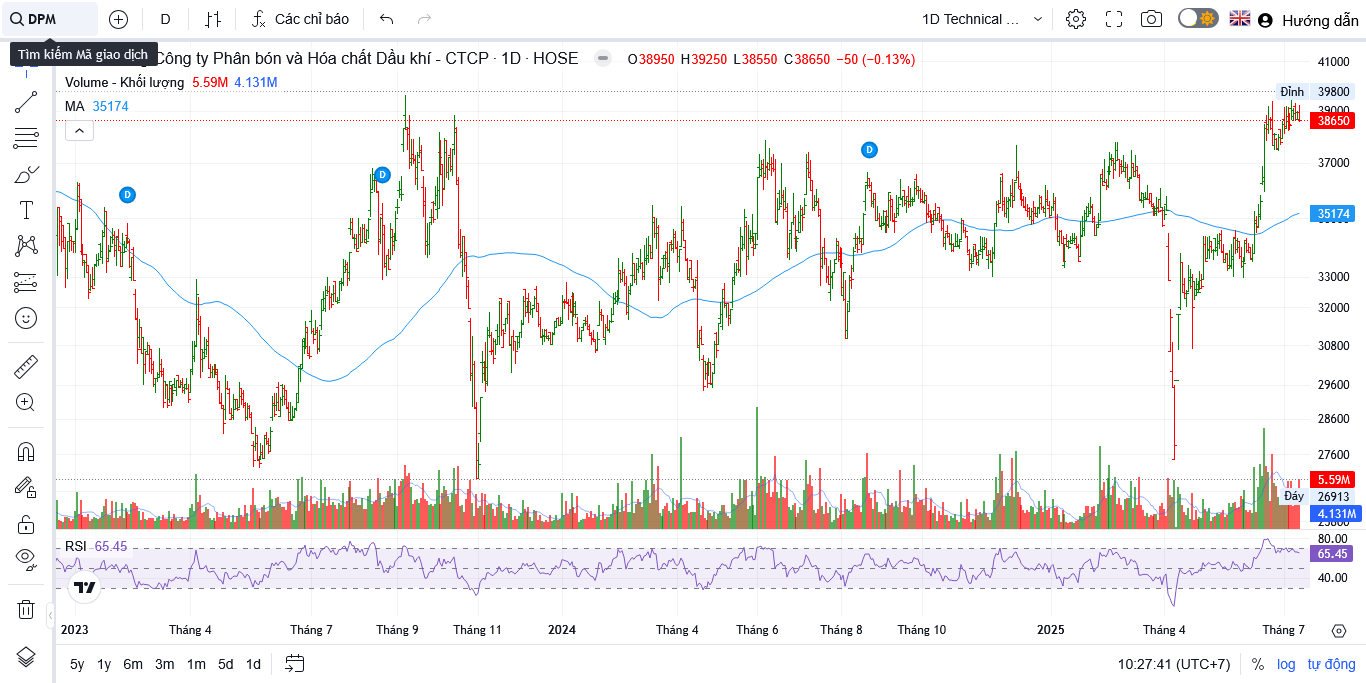 DPM
D
Các chỉ báo
1D Technical ...
Hướng dẫn
Tìm kiếm Mã giao dịch
Công ty Phân bón và Hóa chất Dầu khí - CTCP · 1D · HOSE
O38950 H39250 L38550 C38650 −50 (−0.13%)
Volume - Khối lượng 5.59M 4.131M
MA 35174
41000
Đỉnh 39800
39000
38650
37000
35174
33000
32000
30800
29600
28600
27600
5.59M
Đáy 26913
4.131M
D
D
D
RSI 65.45
80.00
65.45
40.00
2023
Tháng 4
Tháng 7
Tháng 9
Tháng 11
2024
Tháng 4
Tháng 6
Tháng 8
Tháng 10
2025
Tháng 4
Tháng 7
5y 1y 6m 3m 1m 5d 1d
10:27:41 (UTC+7)
%
log
tự động